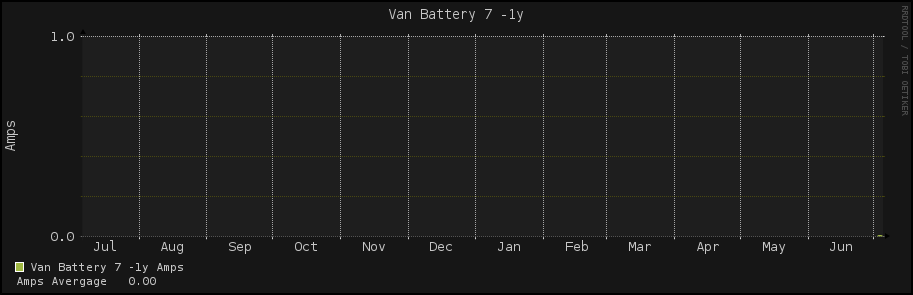 Van Battery 7 -1y
RRDTOOL / TOBI OETIKER
1.0
Amps
0.0
Jul Aug Sep Oct Nov Dec Jan Feb Mar Apr May Jun
Van Battery 7 -1y Amps
Amps Avergage 0.00